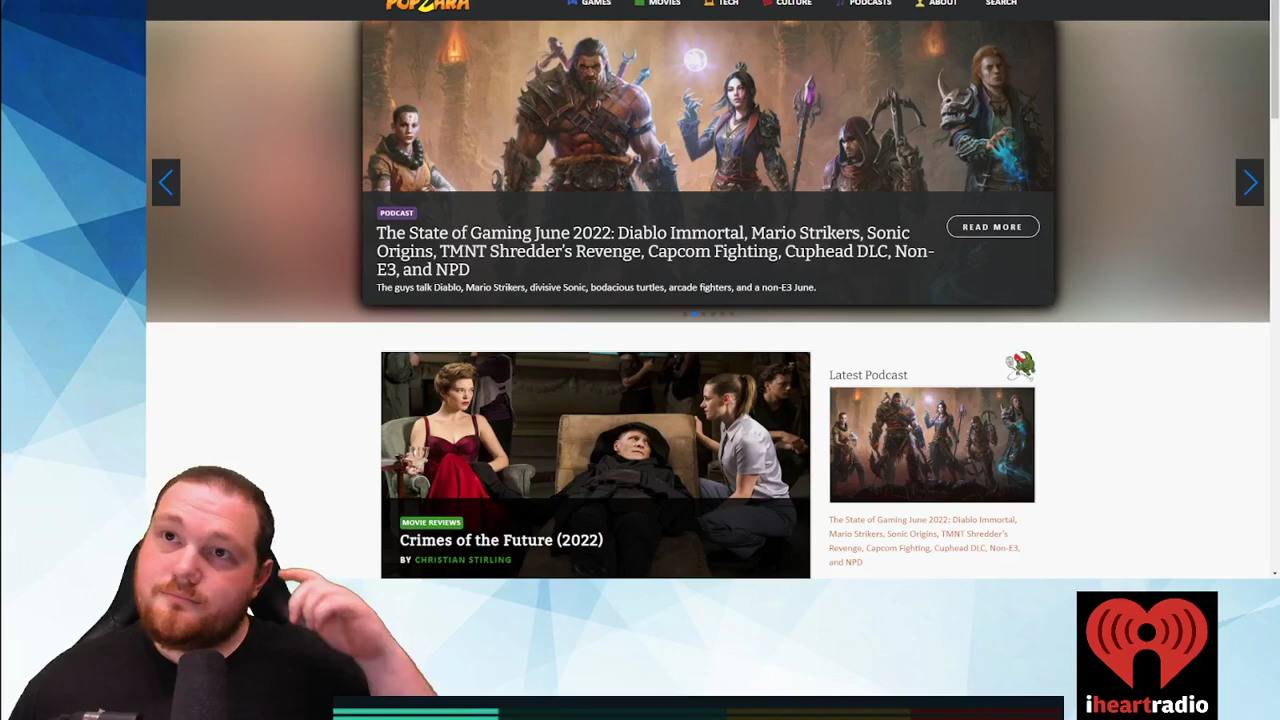 POPZARA
GAMES MOVIES TECH CULTURE PODCASTS ABOUT SEARCH
PODCAST
The State of Gaming June 2022: Diablo Immortal, Mario Strikers, Sonic
Origins, TMNT Shredder's Revenge, Capcom Fighting, Cuphead DLC, Non-
E3, and NPD
READ MORE
The guys talk Diablo, Mario Strikers, divisive Sonic, bodacious turtles, arcade fighters, and a non-E3 June.
MOVIE REVIEWS
Crimes of the Future (2022)
BY CHRISTIAN STIRLING
Latest Podcast
The State of Gaming June 2022: Diablo Immortal,
Mario Strikers, Sonic Origins, TMNT Shredder's
Revenge, Capcom Fighting, Cuphead DLC, Non-E3,
and NPD
iheartradio